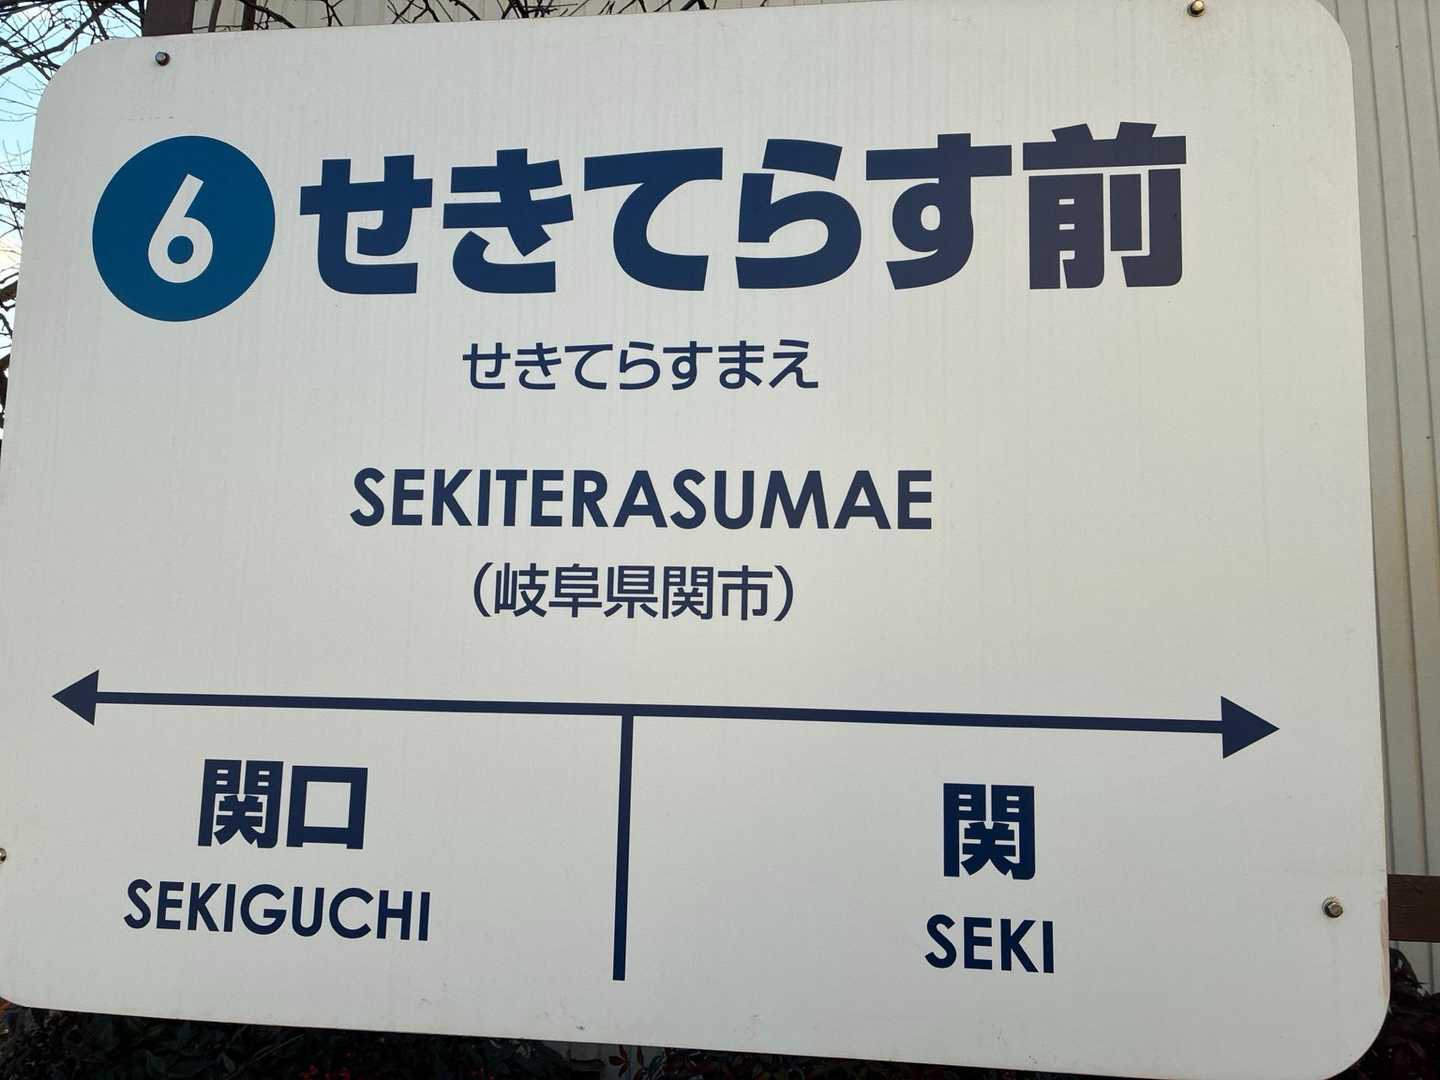 6 せきてらす前
せきてらすまえ
SEKITERASUMAE
（岐阜県関市）
関口
SEKIGUCHI
関
SEKI